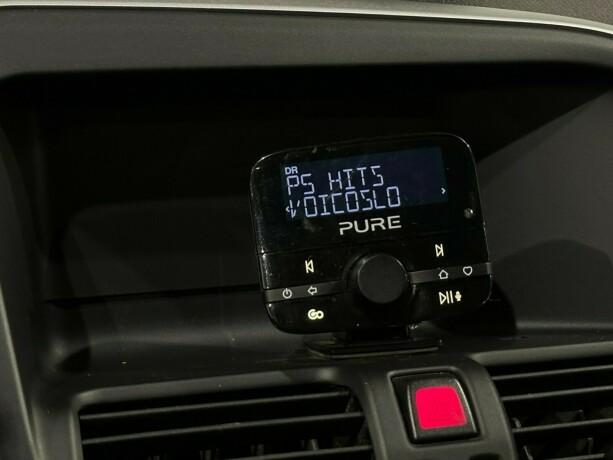 DR
P5 HITS
VOICOSLO
PURE